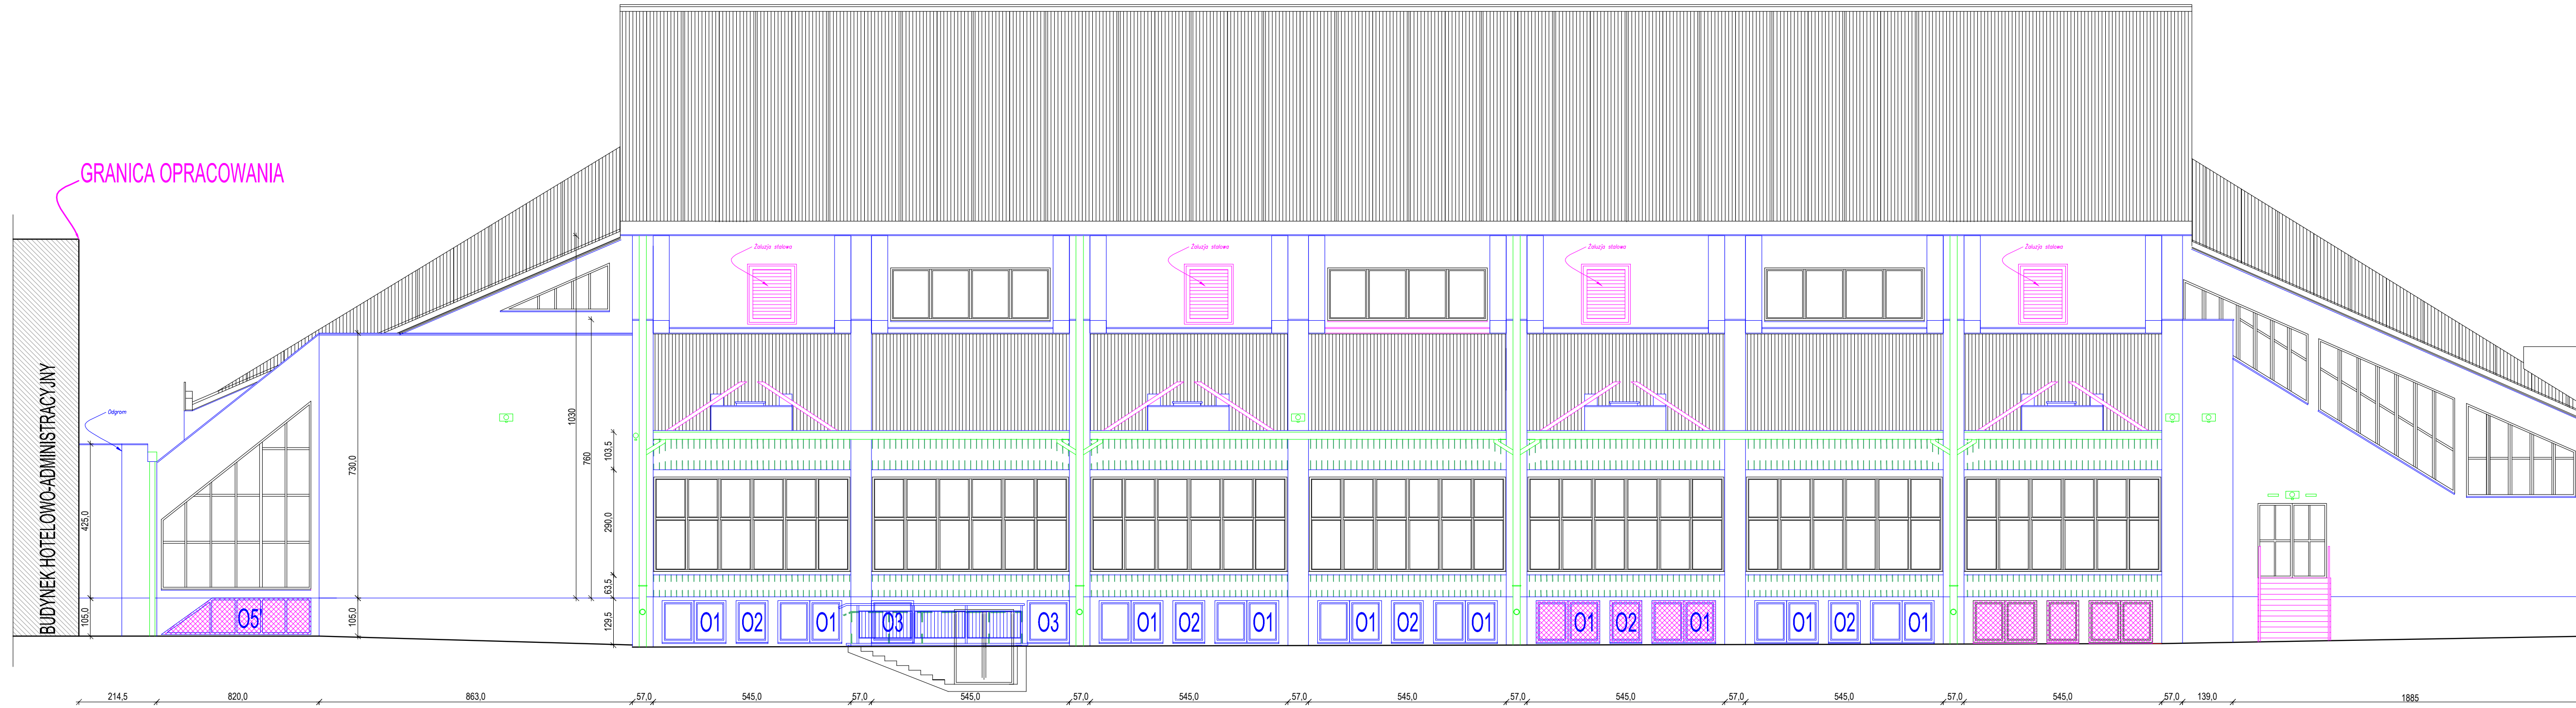 GRANICA OPRACOWANIA
BUDYNEK HOTELOWO-ADMINISTRACYJNY
Odgrom
Żaluzja stalowa
Żaluzja stalowa
Żaluzja stalowa
Żaluzja stalowa
1030
760
730,0
425,0
105,0
105,0
103,5
290,0
63,5
129,5
O5'
O1 O2 O1 O3 O3 O1 O2 O1 O1 O2 O1 O1 O2 O1 O1 O2 O1
214,5 820,0 863,0 57,0 545,0 57,0 545,0 57,0 545,0 57,0 545,0 57,0 545,0 57,0 545,0 57,0 545,0 57,0 139,0 1885